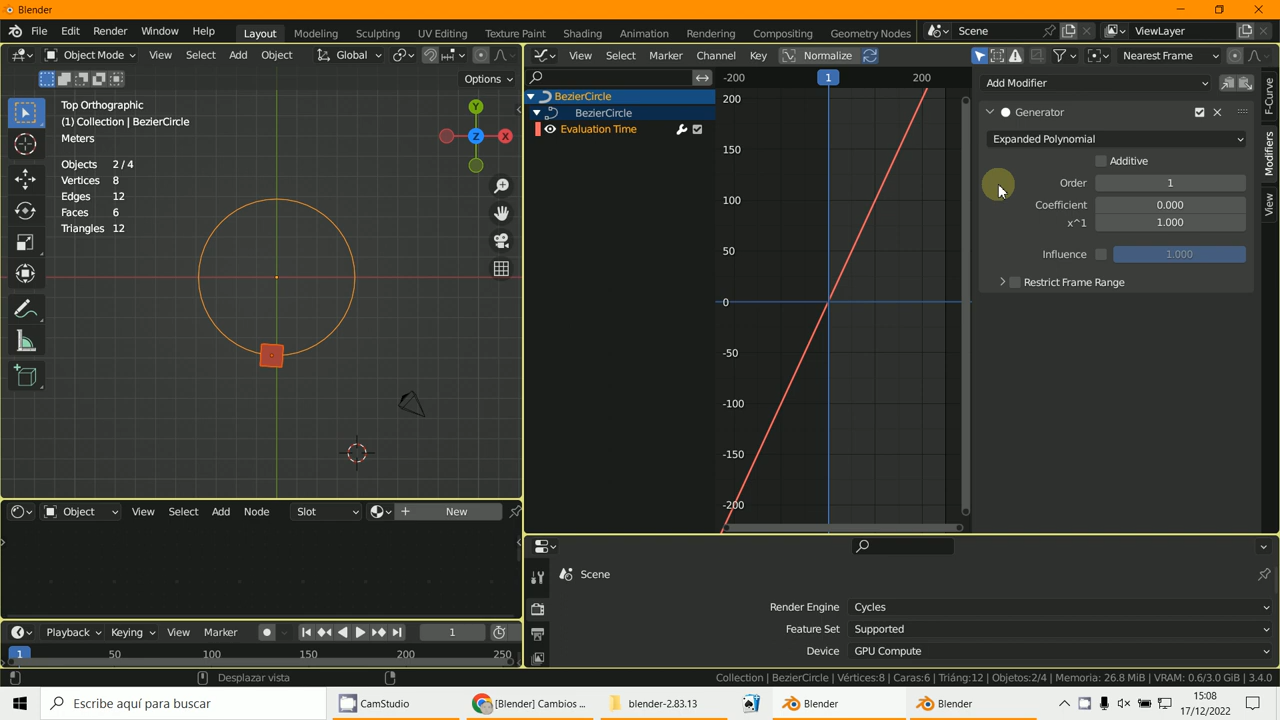 Blender
File Edit Render Window Help Layout Modeling Sculpting UV Editing Texture Paint Shading Animation Rendering Compositing Geometry Nodes Scene ViewLayer
Object Mode View Select Add Object Global View Select Marker Channel Key Normalize Nearest Frame
Options
Top Orthographic
(1) Collection | BezierCircle
Meters
Objects 2 / 4
Vertices 8
Edges 12
Faces 6
Triangles 12
Y
Z
X
BezierCircle
BezierCircle
Evaluation Time
-200 1 200
200
150
100
50
0
-50
-100
-150
-200
Add Modifier
Generator
Expanded Polynomial
Additive
Order 1
Coefficient 0.000
x^1 1.000
Influence 1.000
Restrict Frame Range
F-Curve
Modifiers
View
Object View Select Add Node Slot New
Scene
Render Engine Cycles
Feature Set Supported
Device GPU Compute
Playback Keying View Marker 1
1 50 100 150 200 250
Desplazar vista
Collection | BezierCircle | Vértices:8 | Caras:6 | Triáng:12 | Objetos:2/4 | Memoria: 26.8 MiB | VRAM: 0.6/3.0 GiB | 3.4.0
Escribe aquí para buscar CamStudio [Blender] Cambios ... blender-2.83.13 Blender Blender
15:08
17/12/2022